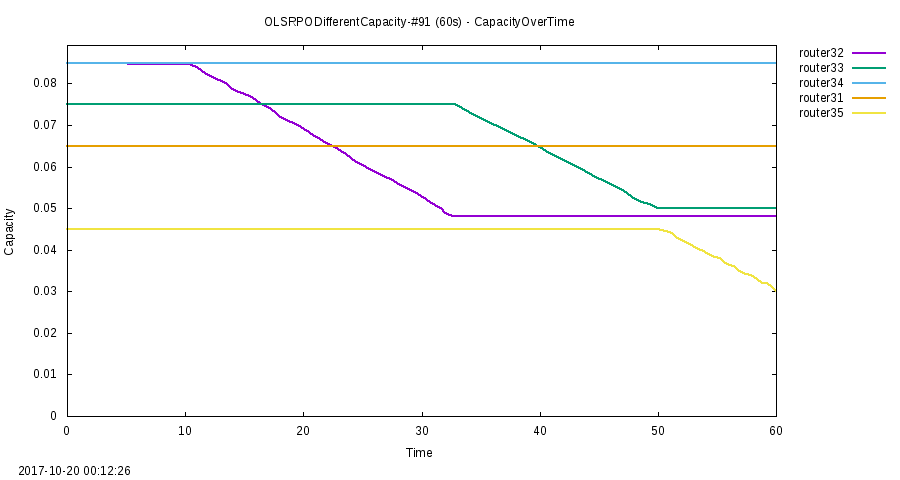 OLSRPODifferentCapacity-#91 (60s) - CapacityOverTime
router32
router33
router34
router31
router35
0.08
0.07
0.06
0.05
0.04
0.03
0.02
0.01
0
Capacity
0 10 20 30 40 50 60
Time
2017-10-20 00:12:26